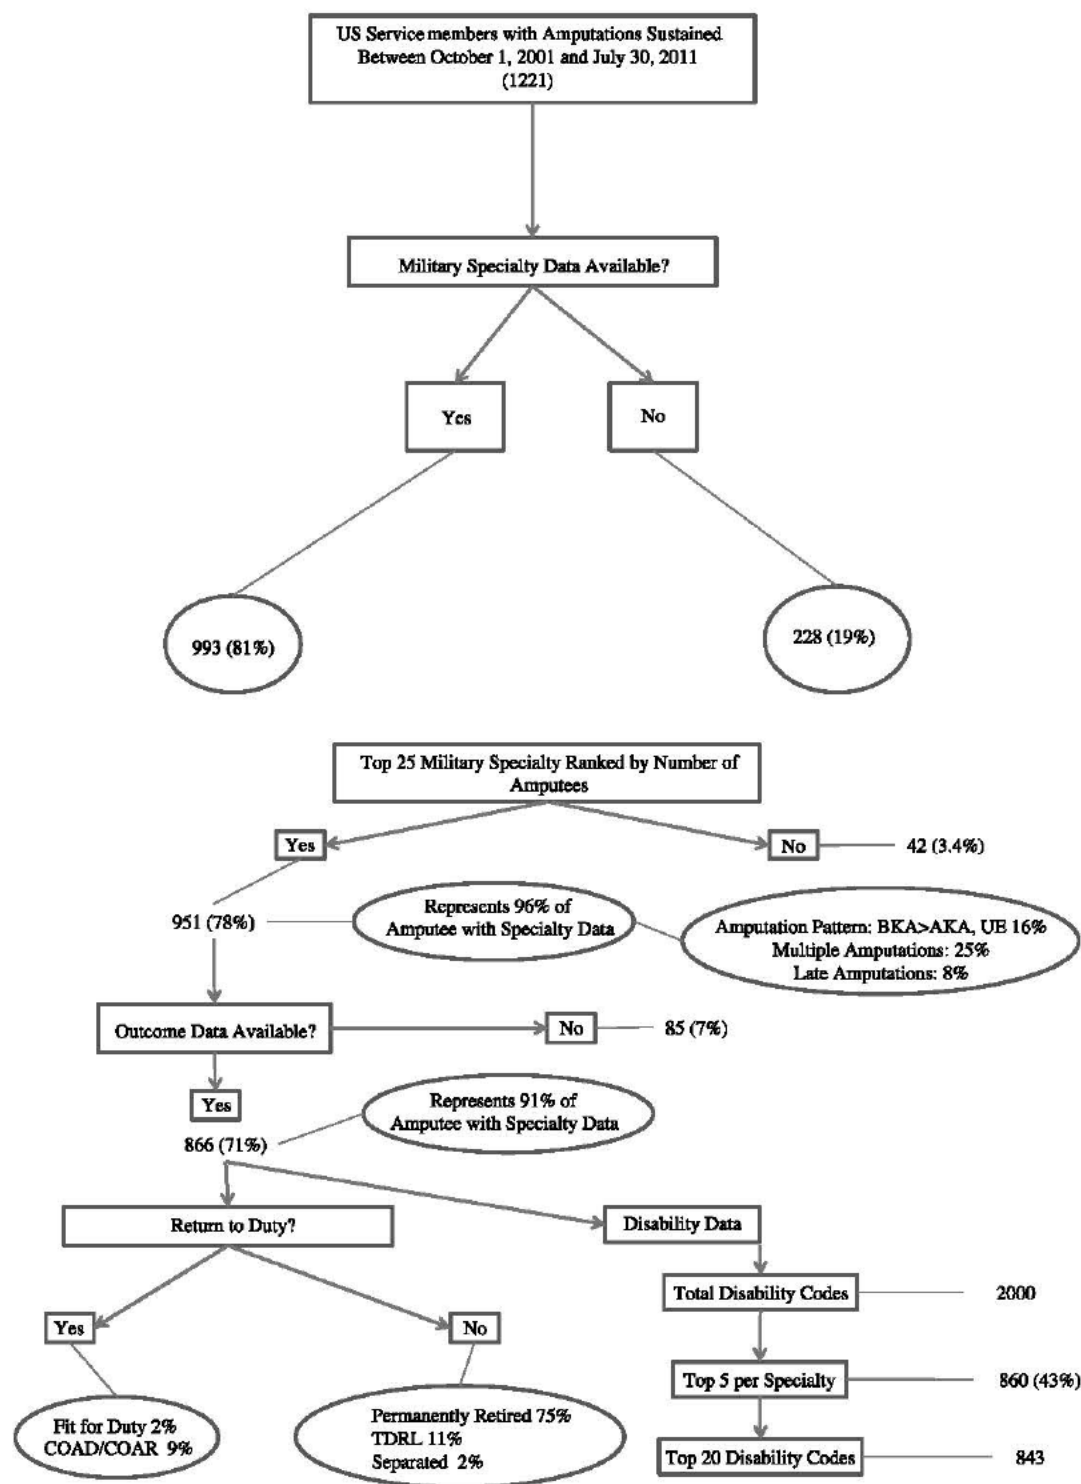 US Service members with Amputations Sustained
Between October 1, 2001 and July 30, 2011
(1221)
Military Specialty Data Available?
Yes
No
993 (81%)
228 (19%)
Top 25 Military Specialty Ranked by Number of
Amputees
Yes
No
42 (3.4%)
951 (78%)
Represents 96% of
Amputee with Specialty Data
Amputation Pattern: BKA>AKA, UE 16%
Multiple Amputations: 25%
Late Amputations: 8%
Outcome Data Available?
No
85 (7%)
Yes
Represents 91% of
Amputee with Specialty Data
866 (71%)
Return to Duty?
Disability Data
Total Disability Codes
2000
Yes
No
Top 5 per Specialty
860 (43%)
Fit for Duty 2%
COAD/COAR 9%
Permanently Retired 75%
TDRL 11%
Separated 2%
Top 20 Disability Codes
843